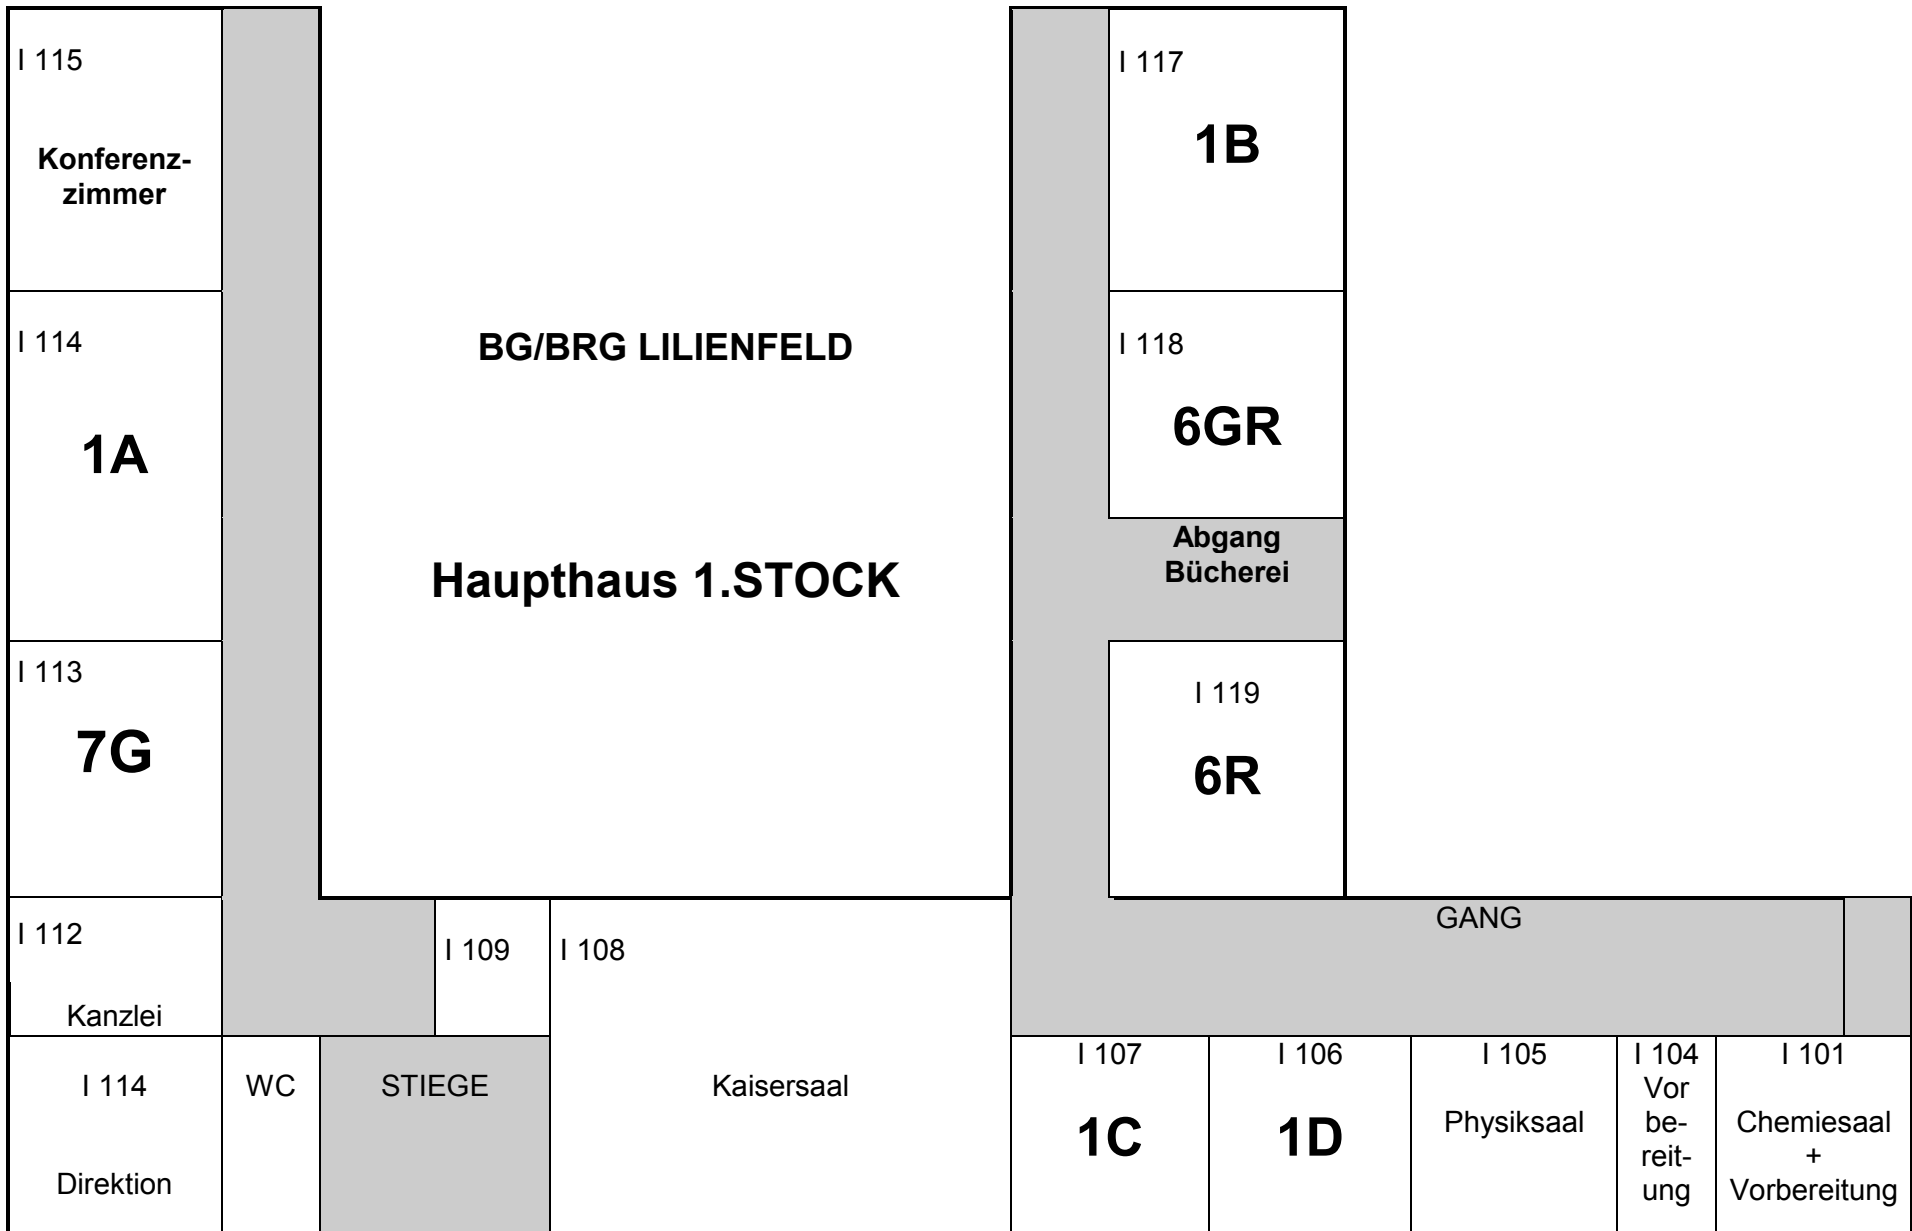 I 115
Konferenz-
zimmer
I 117
1B
I 114
1A
BG/BRG LILIENFELD
Haupthaus 1.STOCK
I 118
6GR
Abgang
Bücherei
I 113
7G
I 119
6R
I 112
Kanzlei
I 109
I 108
Kaisersaal
GANG
I 114
Direktion
WC
STIEGE
I 107
1C
I 106
1D
I 105
Physiksaal
I 104
Vor
be-
reit-
ung
I 101
Chemiesaal
+
Vorbereitung